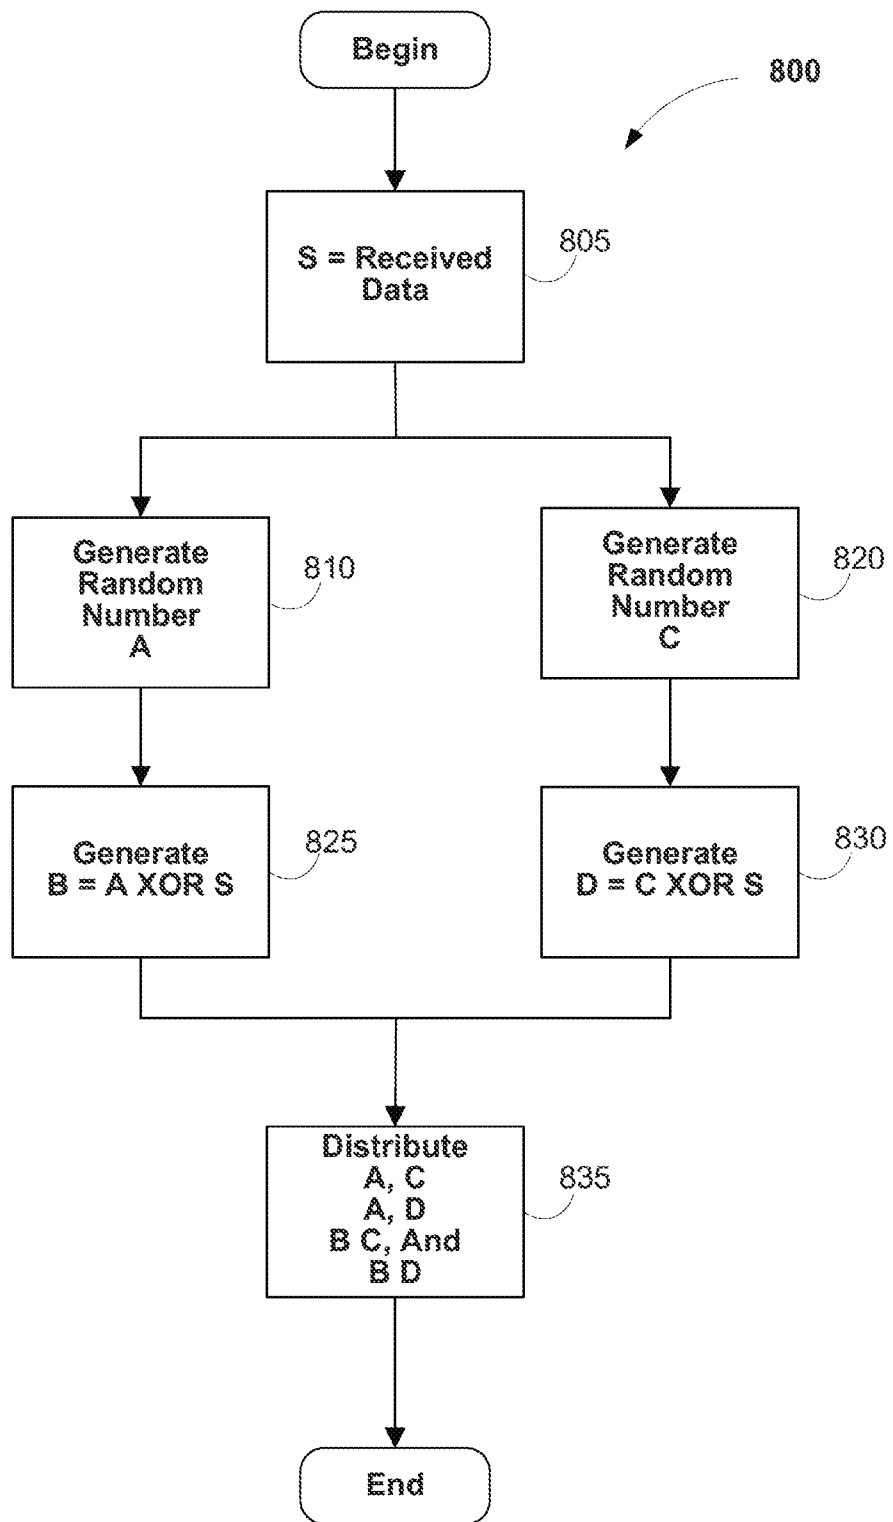 Begin
800
S = Received
Data
805
Generate
Random
Number
A
810
Generate
Random
Number
C
820
Generate
B = A XOR S
825
Generate
D = C XOR S
830
Distribute
A, C
A, D
B C, And
B D
835
End